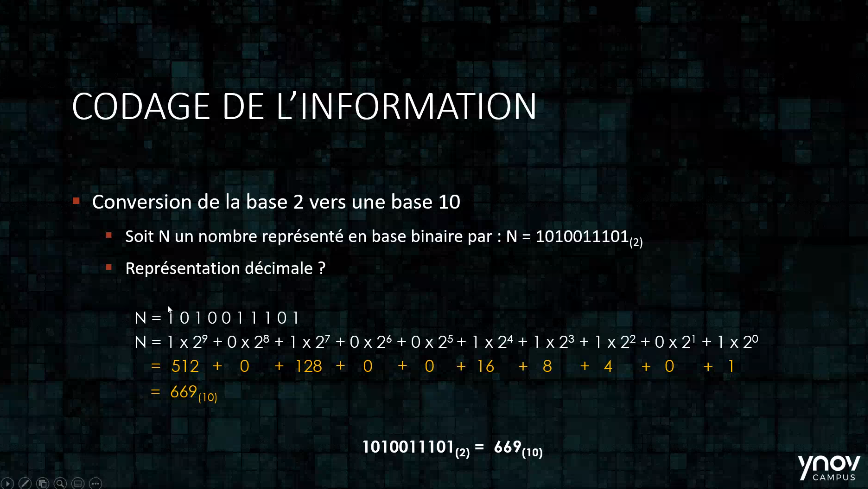 CODAGE DE L'INFORMATION
Conversion de la base 2 vers une base 10
Soit N un nombre représenté en base binaire par : N = 1010011101(2)
Représentation décimale ?
N = 1 0 1 0 0 1 1 1 0 1
N = 1 x 2⁹ + 0 x 2⁸ + 1 x 2⁷ + 0 x 2⁶ + 0 x 2⁵ + 1 x 2⁴ + 1 x 2³ + 1 x 2² + 0 x 2¹ + 1 x 2⁰
= 512 + 0 + 128 + 0 + 0 + 16 + 8 + 4 + 0 + 1
= 669(10)
1010011101(2) = 669(10)
ynov
CAMPUS